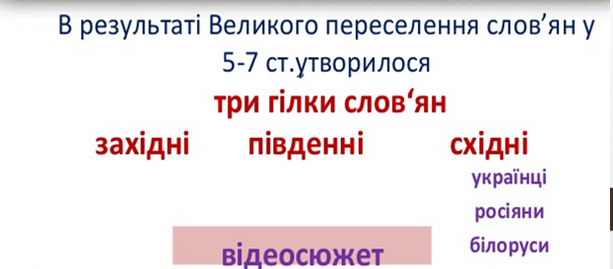 В результаті Великого переселення слов’ян у
5-7 ст.утворилося
три гілки слов‘ян
західні південні східні
українці
росіяни
білоруси
відеосюжет